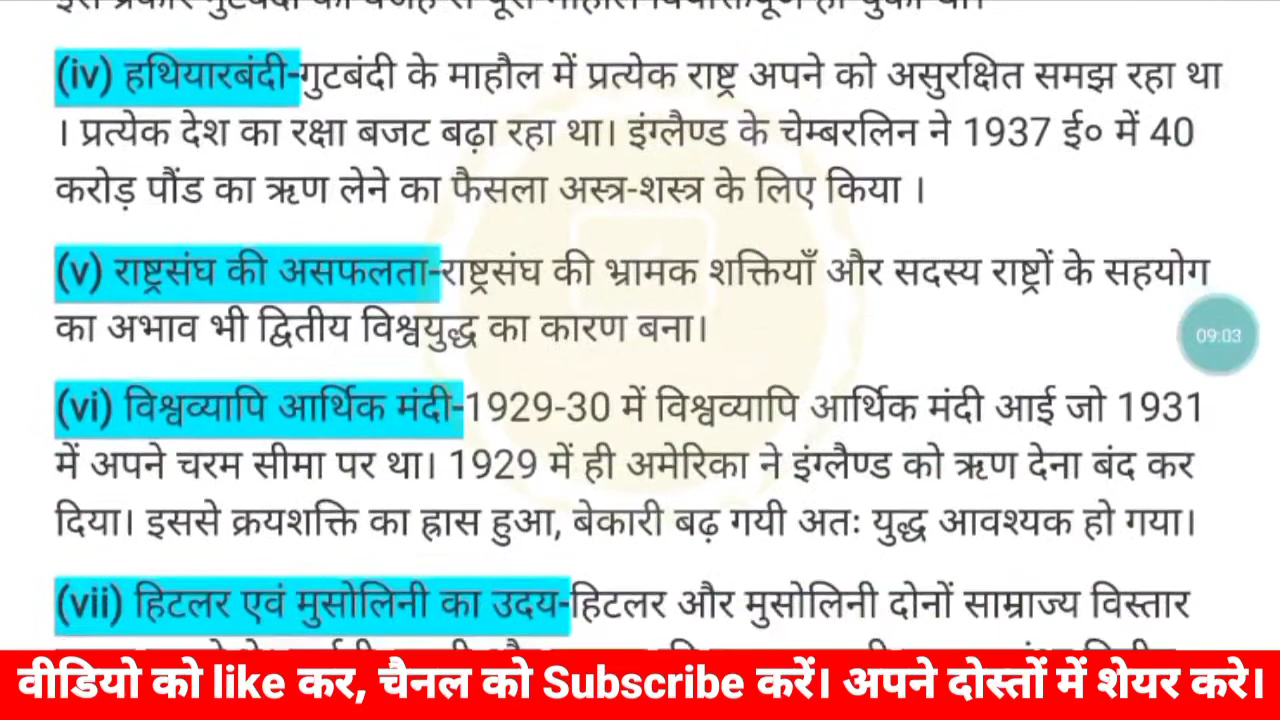 (iv) हथियारबंदी-गुटबंदी के माहौल में प्रत्येक राष्ट्र अपने को असुरक्षित समझ रहा था
। प्रत्येक देश का रक्षा बजट बढ़ा रहा था। इंग्लैण्ड के चेम्बरलिन ने 1937 ई० में 40
करोड़ पौंड का ऋण लेने का फैसला अस्त्र-शस्त्र के लिए किया ।
(v) राष्ट्रसंघ की असफलता-राष्ट्रसंघ की भ्रामक शक्तियाँ और सदस्य राष्ट्रों के सहयोग
का अभाव भी द्वितीय विश्वयुद्ध का कारण बना।
09:03
(vi) विश्वव्यापि आर्थिक मंदी-1929-30 में विश्वव्यापि आर्थिक मंदी आई जो 1931
में अपने चरम सीमा पर था। 1929 में ही अमेरिका ने इंग्लैण्ड को ऋण देना बंद कर
दिया। इससे क्रयशक्ति का ह्रास हुआ, बेकारी बढ़ गयी अतः युद्ध आवश्यक हो गया।
(vii) हिटलर एवं मुसोलिनी का उदय-हिटलर और मुसोलिनी दोनों साम्राज्य विस्तार
वीडियो को like कर, चैनल को Subscribe करें। अपने दोस्तों में शेयर करे।